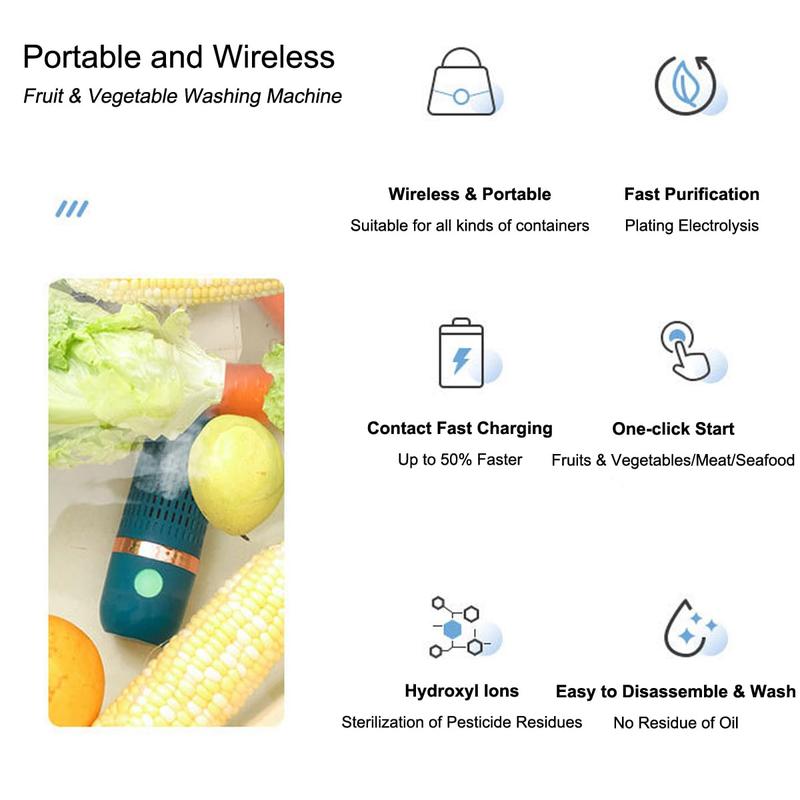 Portable and Wireless
Fruit & Vegetable Washing Machine
Wireless & Portable
Suitable for all kinds of containers
Fast Purification
Plating Electrolysis
Contact Fast Charging
Up to 50% Faster
One-click Start
Fruits & Vegetables/Meat/Seafood
Hydroxyl Ions
Sterilization of Pesticide Residues
Easy to Disassemble & Wash
No Residue of Oil